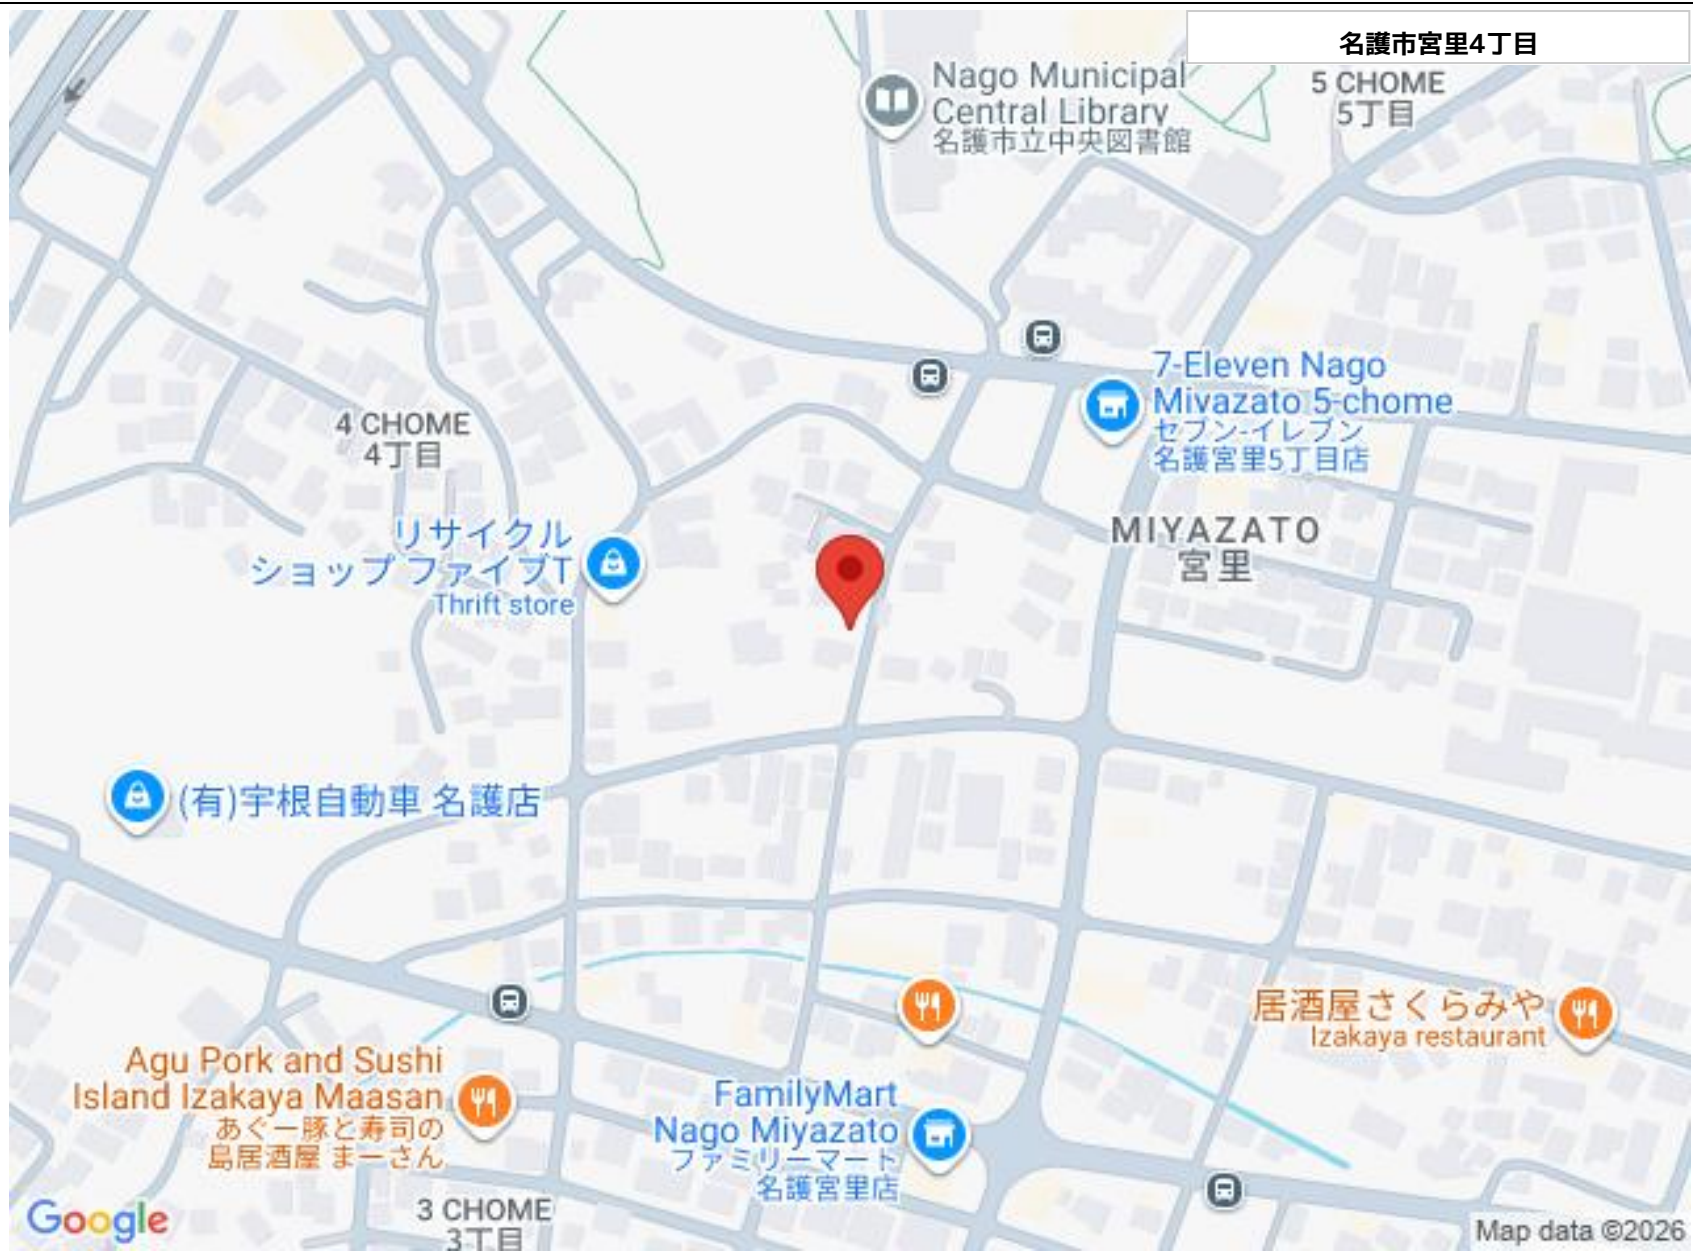 名護市宮里4丁目
Nago Municipal
Central Library
名護市立中央図書館
5 CHOME
5丁目
7-Eleven Nago
Miyazato 5-chome
セブン-イレブン
名護宮里5丁目店
4 CHOME
4丁目
リサイクル
ショップ ファイブT
Thrift store
MIYAZATO
宮里
(有)宇根自動車 名護店
居酒屋さくらみや
Izakaya restaurant
Agu Pork and Sushi
Island Izakaya Maasan
あぐー豚と寿司の
島居酒屋 まーさん
FamilyMart
Nago Miyazato
ファミリーマート
名護宮里店
3 CHOME
3丁目
Google
Map data ©2026